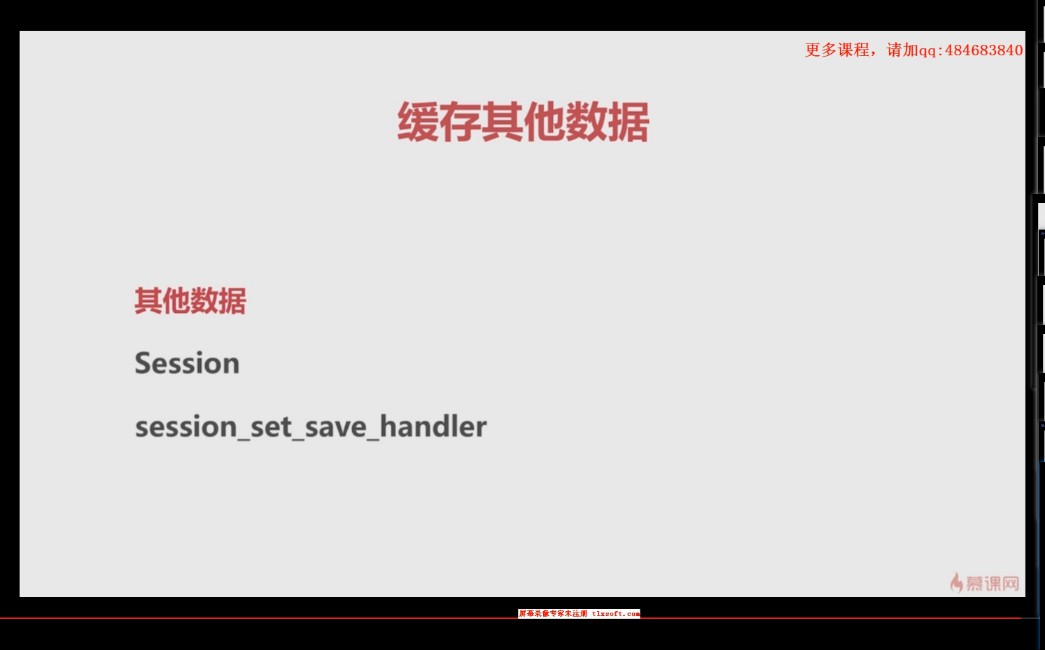 更多课程，请加qq:484683840
缓存其他数据
其他数据
Session
session_set_save_handler
慕课网
屏幕录像专家未注册 tlxsoft.com